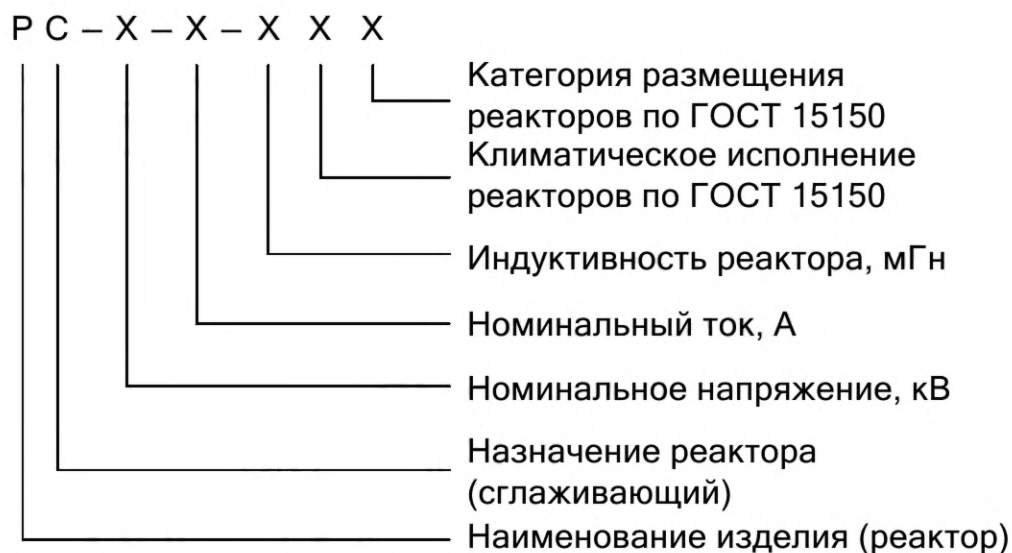 Р С – Х – Х – Х Х Х
Категория размещения
реакторов по ГОСТ 15150
Климатическое исполнение
реакторов по ГОСТ 15150
Индуктивность реактора, мГн
Номинальный ток, А
Номинальное напряжение, кВ
Назначение реактора
(сглаживающий)
Наименование изделия (реактор)